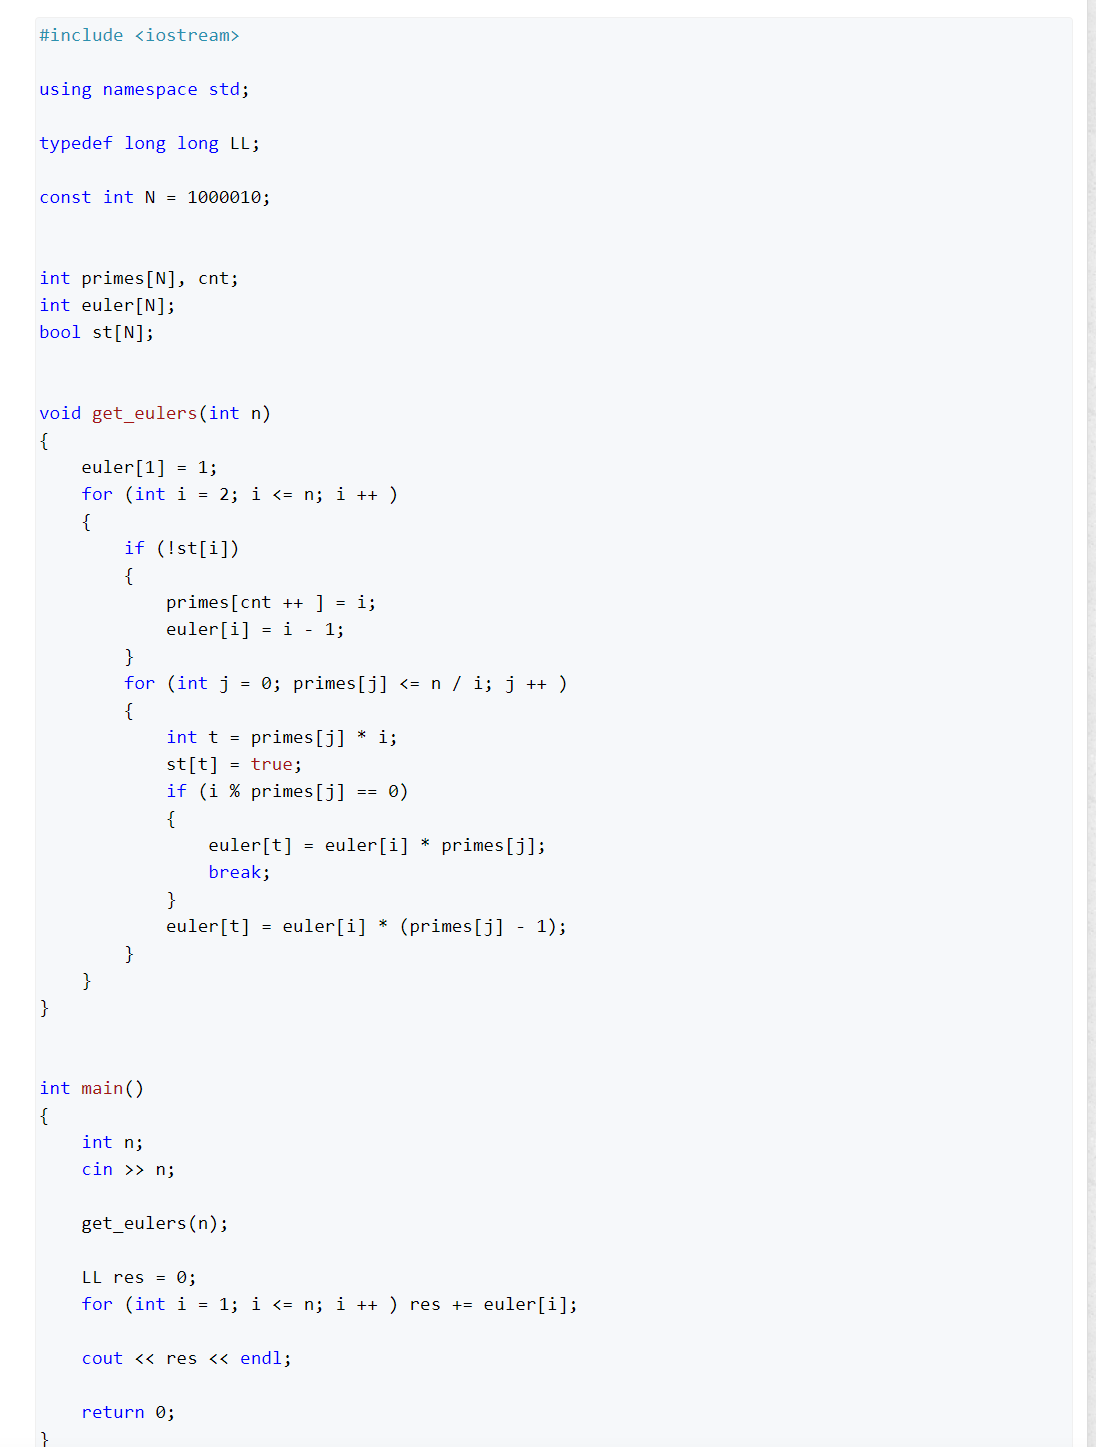 #include <iostream>
using namespace std;
typedef long long LL;
const int N = 1000010;
int primes[N], cnt;
int euler[N];
bool st[N];
void get_eulers(int n)
{
    euler[1] = 1;
    for (int i = 2; i <= n; i ++ )
    {
        if (!st[i])
        {
            primes[cnt ++ ] = i;
            euler[i] = i - 1;
        }
        for (int j = 0; primes[j] <= n / i; j ++ )
        {
            int t = primes[j] * i;
            st[t] = true;
            if (i % primes[j] == 0)
            {
                euler[t] = euler[i] * primes[j];
                break;
            }
            euler[t] = euler[i] * (primes[j] - 1);
        }
    }
}
int main()
{
    int n;
    cin >> n;
    get_eulers(n);
    LL res = 0;
    for (int i = 1; i <= n; i ++ ) res += euler[i];
    cout << res << endl;
    return 0;
}